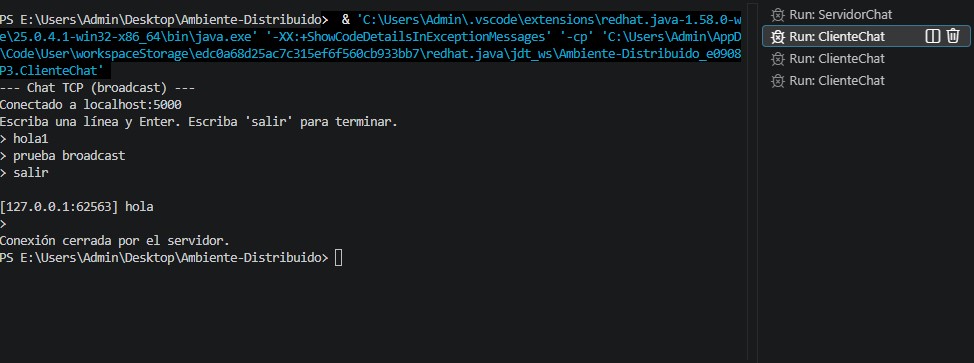 PS E:\Users\Admin\Desktop\Ambiente-Distribuido>  & 'C:\Users\Admin\.vscode\extensions\redhat.java-1.58.0-w
e\25.0.4.1-win32-x86_64\bin\java.exe' '-XX:+ShowCodeDetailsInExceptionMessages' '-cp' 'C:\Users\Admin\AppD
\Code\User\workspaceStorage\edc0a68d25ac7c315ef6f560cb933bb7\redhat.java\jdt_ws\Ambiente-Distribuido_e0908
P3.ClienteChat'
--- Chat TCP (broadcast) ---
Conectado a localhost:5000
Escriba una línea y Enter. Escriba 'salir' para terminar.
> hola1
> prueba broadcast
> salir
[127.0.0.1:62563] hola
>
Conexión cerrada por el servidor.
PS E:\Users\Admin\Desktop\Ambiente-Distribuido>
Run: ServidorChat
Run: ClienteChat
Run: ClienteChat
Run: ClienteChat